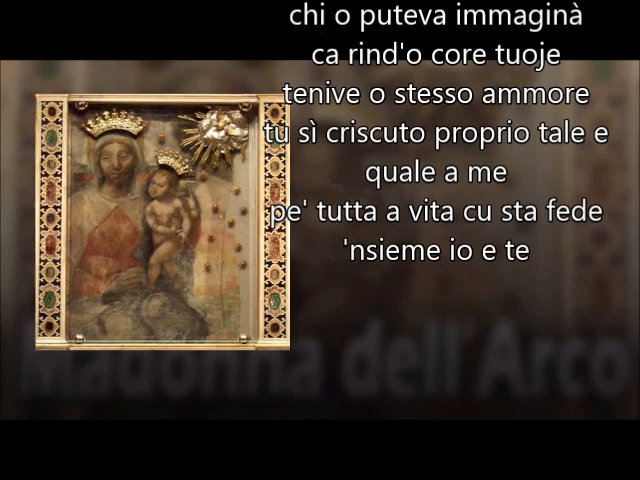 chi o puteva immaginà
ca rind'o core tuoje
tenive o stesso ammore
tu sì criscuto proprio tale e
quale a me
pe' tutta a vita cu sta fede
'nsieme io e te
Madonna dell'Arco